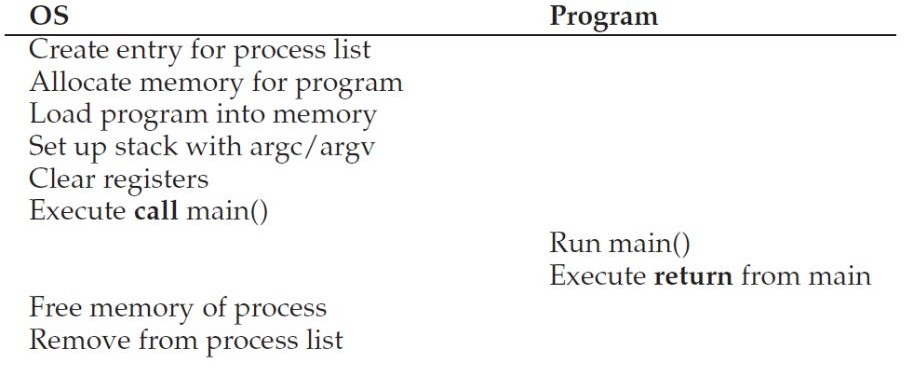 OS Program
Create entry for process list
Allocate memory for program
Load program into memory
Set up stack with argc/argv
Clear registers
Execute call main()
Run main()
Execute return from main
Free memory of process
Remove from process list